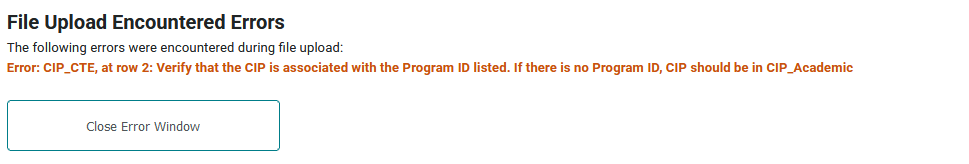 File Upload Encountered Errors
The following errors were encountered during file upload:
Error: CIP_CTE, at row 2: Verify that the CIP is associated with the Program ID listed. If there is no Program ID, CIP should be in CIP_Academic
Close Error Window